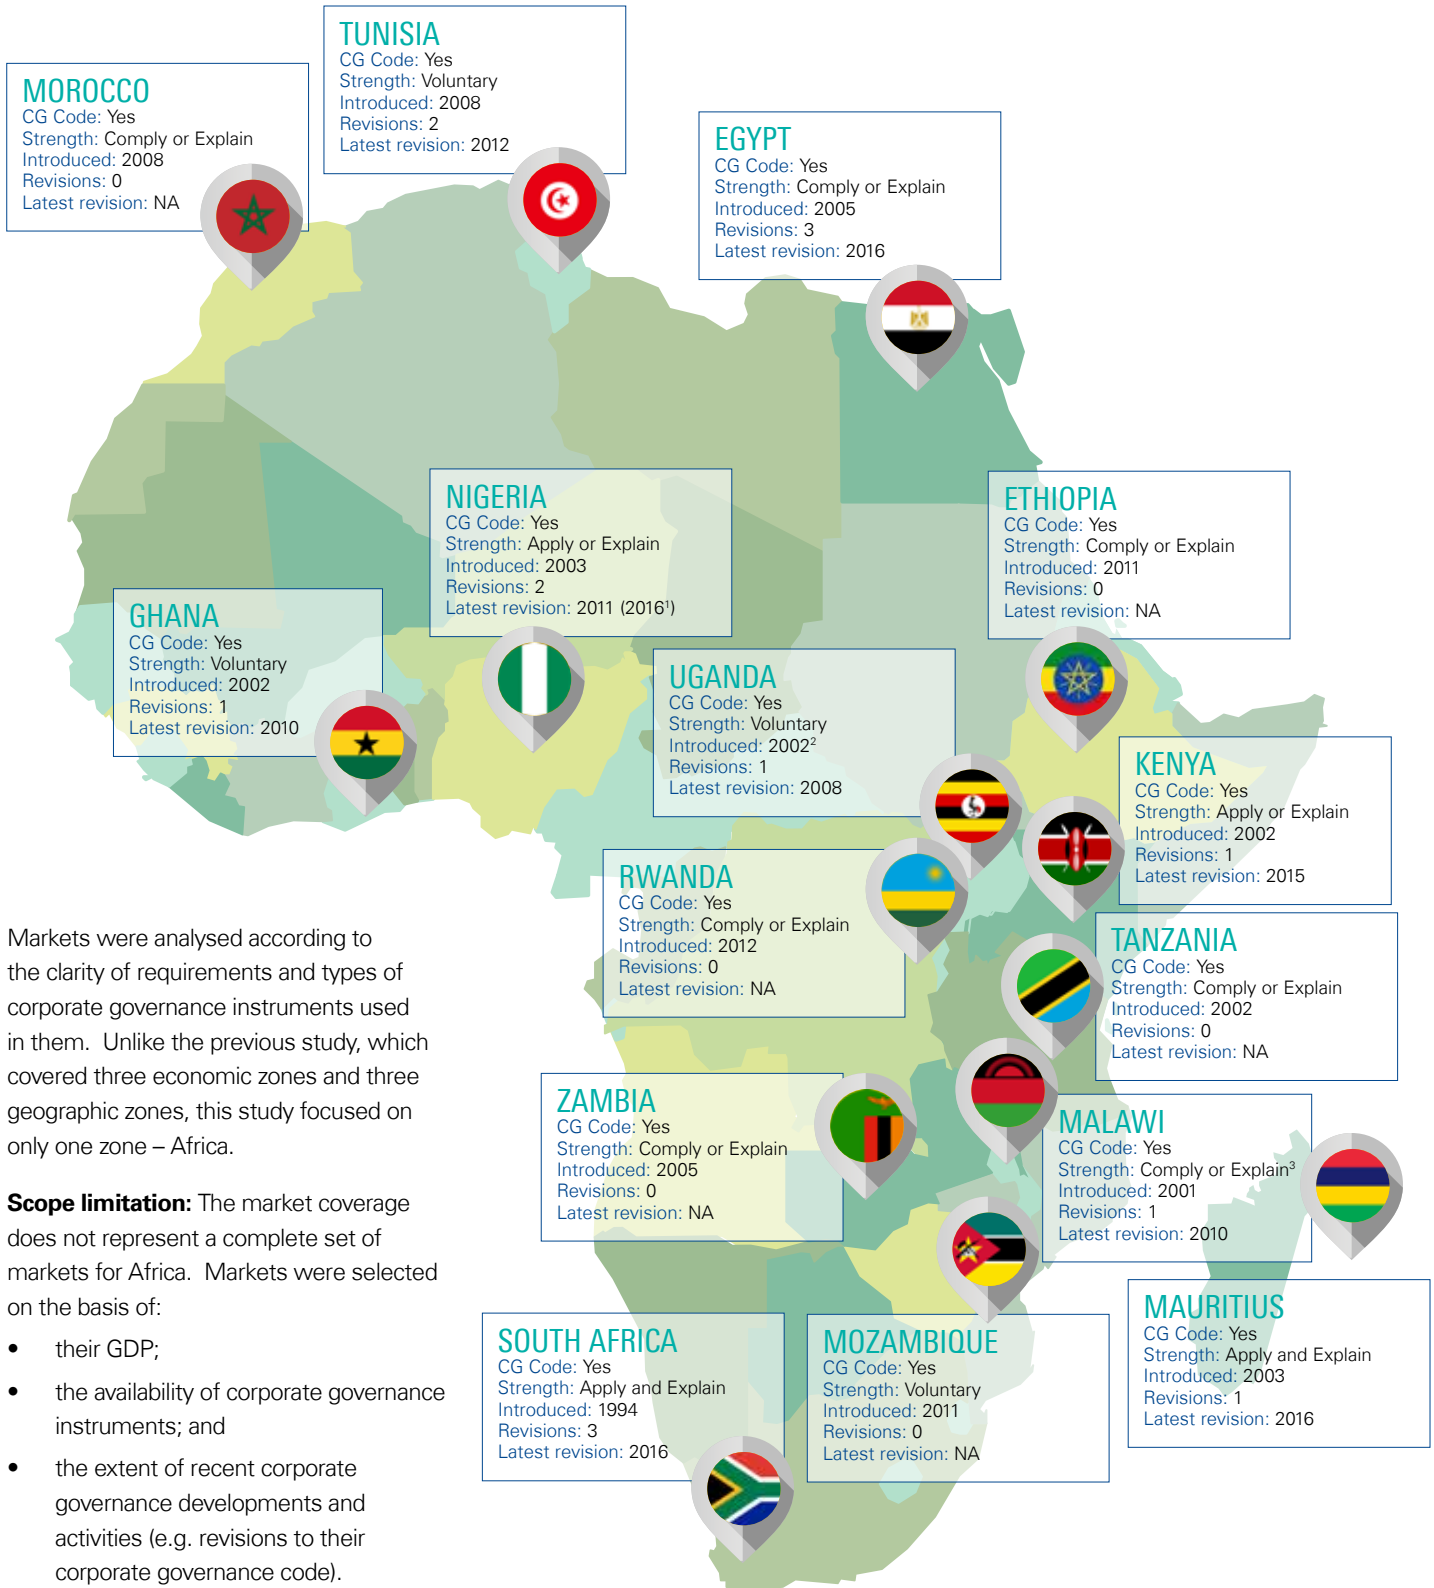 TUNISIA
CG Code: Yes
Strength: Voluntary
Introduced: 2008
Revisions: 2
Latest revision: 2012
MOROCCO
CG Code: Yes
Strength: Comply or Explain
Introduced: 2008
Revisions: 0
Latest revision: NA
EGYPT
CG Code: Yes
Strength: Comply or Explain
Introduced: 2005
Revisions: 3
Latest revision: 2016
NIGERIA
CG Code: Yes
Strength: Apply or Explain
Introduced: 2003
Revisions: 2
Latest revision: 2011 (2016¹)
ETHIOPIA
CG Code: Yes
Strength: Comply or Explain
Introduced: 2011
Revisions: 0
Latest revision: NA
GHANA
CG Code: Yes
Strength: Voluntary
Introduced: 2002
Revisions: 1
Latest revision: 2010
UGANDA
CG Code: Yes
Strength: Voluntary
Introduced: 2002²
Revisions: 1
Latest revision: 2008
KENYA
CG Code: Yes
Strength: Apply or Explain
Introduced: 2002
Revisions: 1
Latest revision: 2015
RWANDA
CG Code: Yes
Strength: Comply or Explain
Introduced: 2012
Revisions: 0
Latest revision: NA
TANZANIA
CG Code: Yes
Strength: Comply or Explain
Introduced: 2002
Revisions: 0
Latest revision: NA
ZAMBIA
CG Code: Yes
Strength: Comply or Explain
Introduced: 2005
Revisions: 0
Latest revision: NA
MALAWI
CG Code: Yes
Strength: Comply or Explain³
Introduced: 2001
Revisions: 1
Latest revision: 2010
MAURITIUS
CG Code: Yes
Strength: Apply and Explain
Introduced: 2003
Revisions: 1
Latest revision: 2016
SOUTH AFRICA
CG Code: Yes
Strength: Apply and Explain
Introduced: 1994
Revisions: 3
Latest revision: 2016
MOZAMBIQUE
CG Code: Yes
Strength: Voluntary
Introduced: 2011
Revisions: 0
Latest revision: NA
Markets were analysed according to
the clarity of requirements and types of
corporate governance instruments used
in them. Unlike the previous study, which
covered three economic zones and three
geographic zones, this study focused on
only one zone – Africa.
Scope limitation: The market coverage
does not represent a complete set of
markets for Africa. Markets were selected
on the basis of:
• their GDP;
• the availability of corporate governance
instruments; and
• the extent of recent corporate
governance developments and
activities (e.g. revisions to their
corporate governance code).